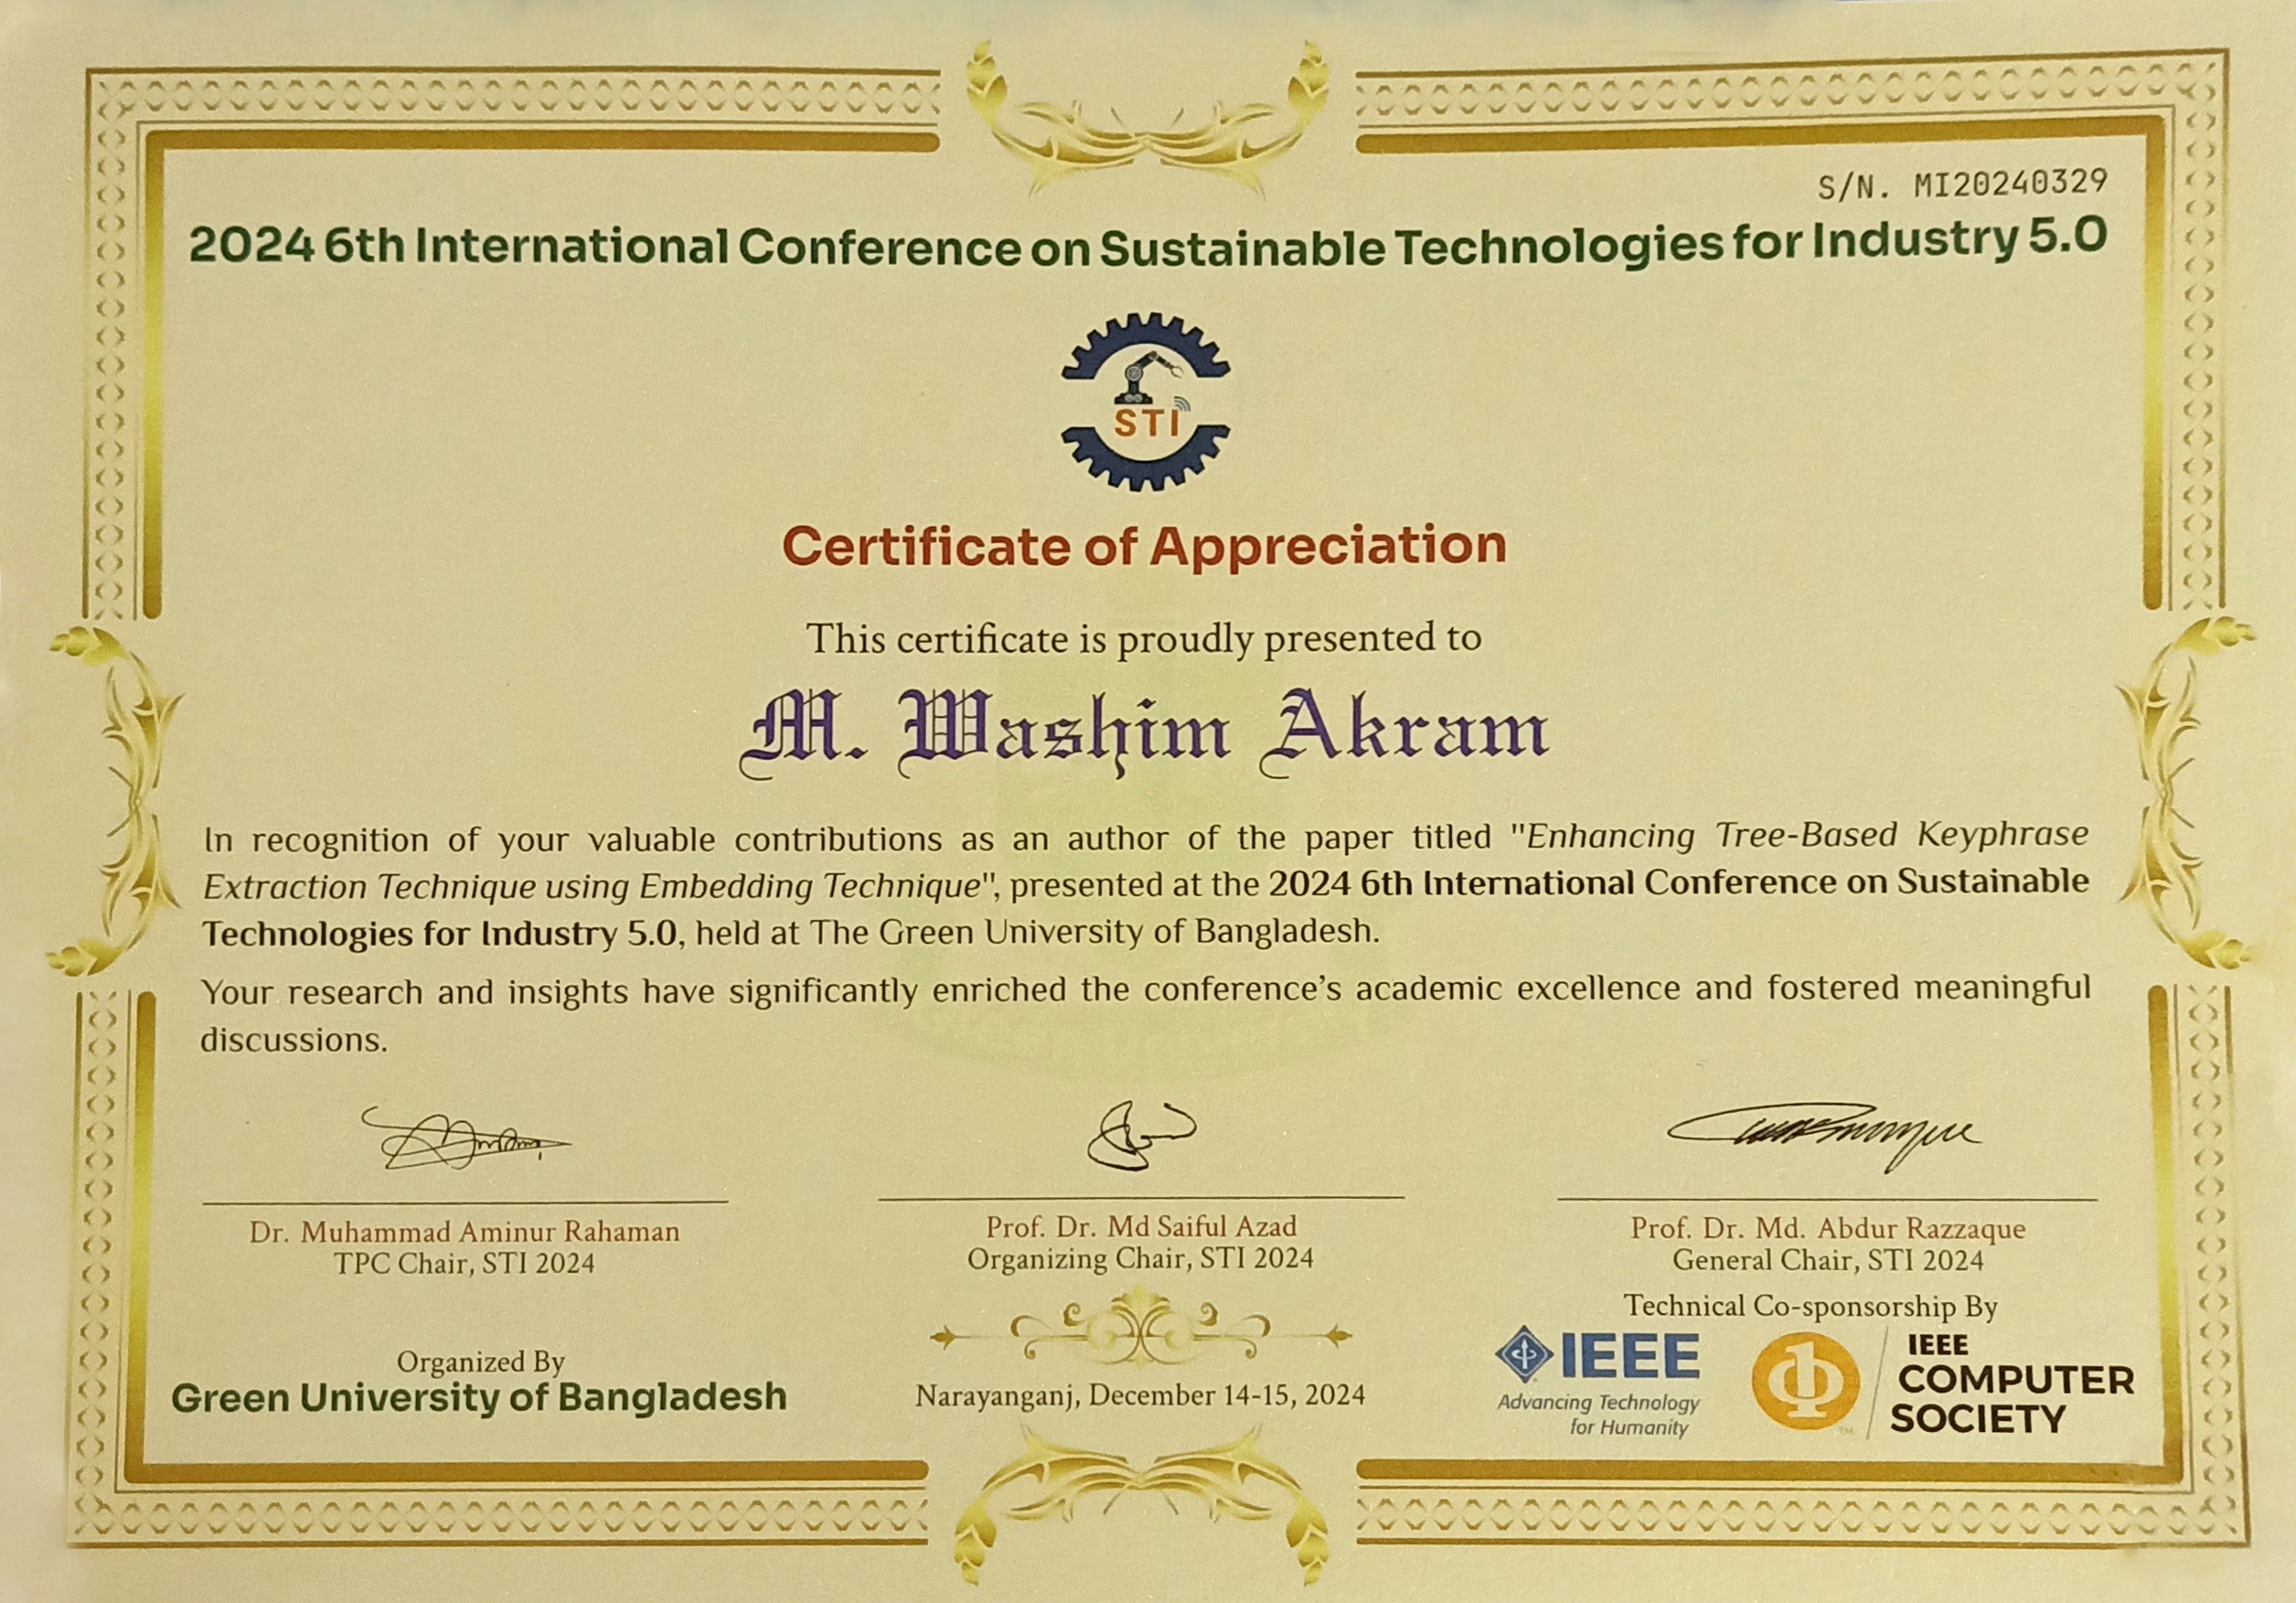 S/N. MI20240329
2024 6th International Conference on Sustainable Technologies for Industry 5.0
STI
Certificate of Appreciation
This certificate is proudly presented to
M. Washim Akram
In recognition of your valuable contributions as an author of the paper titled "Enhancing Tree-Based Keyphrase
Extraction Technique using Embedding Technique", presented at the 2024 6th International Conference on Sustainable
Technologies for Industry 5.0, held at The Green University of Bangladesh.
Your research and insights have significantly enriched the conference's academic excellence and fostered meaningful
discussions.
Dr. Muhammad Aminur Rahaman
TPC Chair, STI 2024
Prof. Dr. Md Saiful Azad
Organizing Chair, STI 2024
Prof. Dr. Md. Abdur Razzaque
General Chair, STI 2024
Organized By
Green University of Bangladesh
Narayanganj, December 14-15, 2024
Technical Co-sponsorship By
IEEE
Advancing Technology
for Humanity
IEEE
COMPUTER
SOCIETY